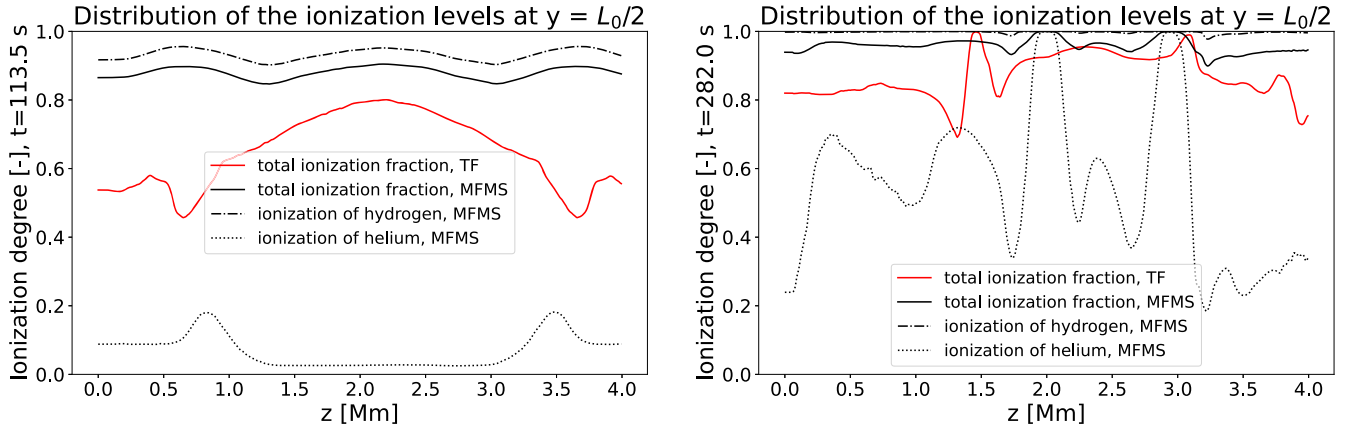 Distribution of the ionization levels at y = L₀/2
Ionization degree [-], t=113.5 s
1.0
0.8
0.6
0.4
0.2
0.0
total ionization fraction, TF
total ionization fraction, MFMS
ionization of hydrogen, MFMS
ionization of helium, MFMS
0.0 0.5 1.0 1.5 2.0 2.5 3.0 3.5 4.0
z [Mm]
Distribution of the ionization levels at y = L₀/2
Ionization degree [-], t=282.0 s
1.0
0.8
0.6
0.4
0.2
0.0
total ionization fraction, TF
total ionization fraction, MFMS
ionization of hydrogen, MFMS
ionization of helium, MFMS
0.0 0.5 1.0 1.5 2.0 2.5 3.0 3.5 4.0
z [Mm]